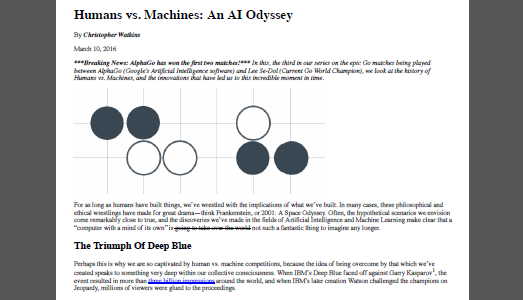 Humans vs. Machines: An AI Odyssey
By Christopher Watkins
March 10, 2016
***Breaking News: AlphaGo has won the first two matches!*** In this, the third in our series on the epic Go matches being played
between AlphaGo (Google's Artificial Intelligence software) and Lee Se-Dol (Current Go World Champion), we look at the history of
Humans vs. Machines, and the innovations that have led us to this incredible moment in time.
For as long as humans have built things, we've wrestled with the implications of what we've built. In many cases, these philosophical and
ethical wrestlings have made for great drama—think Frankenstein, or 2001: A Space Odyssey. Often, the hypothetical scenarios we envision
come remarkably close to true, and the discoveries we've made in the fields of Artificial Intelligence and Machine Learning make clear that a
"computer with a mind of its own" is going to take over the world not such a fantastic thing to imagine any longer.
The Triumph Of Deep Blue
Perhaps this is why we are so captivated by human vs. machine competitions, because the idea of being overcome by that which we've
created speaks to something very deep within our collective consciousness. When IBM's Deep Blue faced off against Garry Kasparov¹, the
event resulted in more than three billion impressions around the world, and when IBM's later creation Watson challenged the champions on
Jeopardy, millions of viewers were glued to the proceedings.